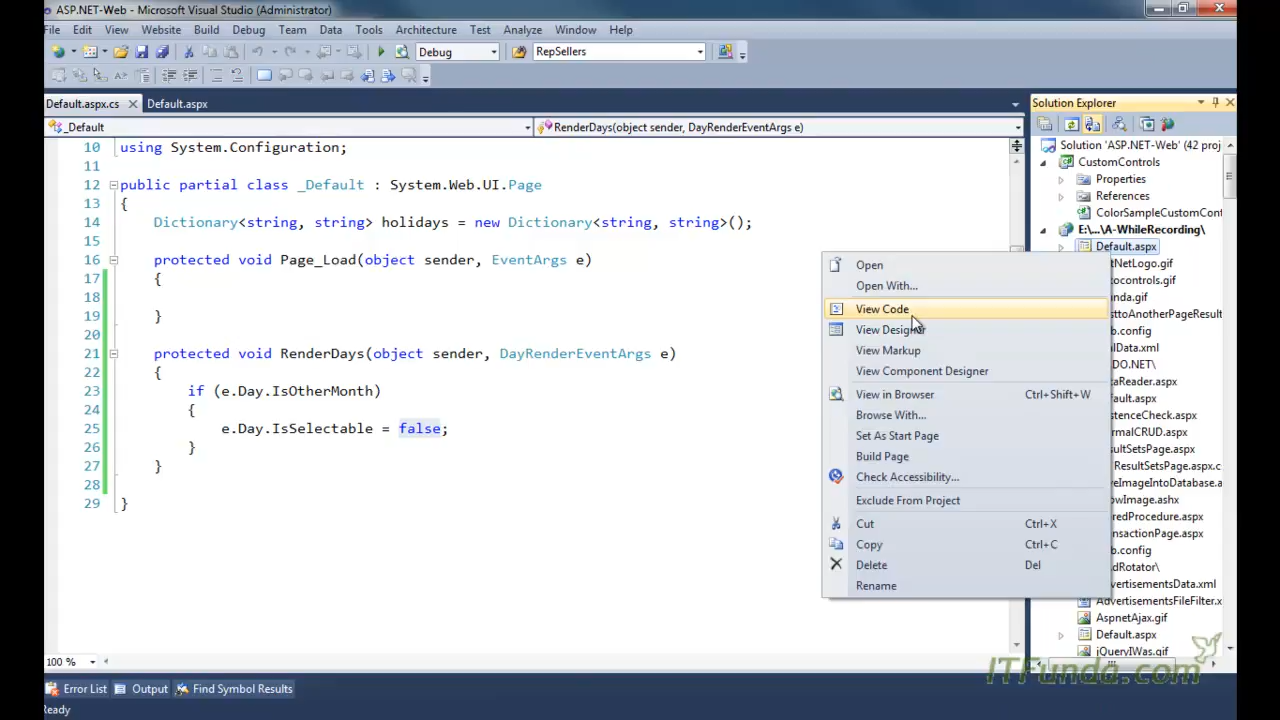 ASP.NET-Web - Microsoft Visual Studio (Administrator)
File Edit View Website Build Debug Team Data Tools Architecture Test Analyze Window Help
Debug RepSellers
Default.aspx.cs Default.aspx
_Default RenderDays(object sender, DayRenderEventArgs e)
10 using System.Configuration;
11
12 public partial class _Default : System.Web.UI.Page
13 {
14 Dictionary<string, string> holidays = new Dictionary<string, string>();
15
16 protected void Page_Load(object sender, EventArgs e)
17 {
18
19 }
20
21 protected void RenderDays(object sender, DayRenderEventArgs e)
22 {
23 if (e.Day.IsOtherMonth)
24 {
25 e.Day.IsSelectable = false;
26 }
27 }
28
29 }
100 %
Open
Open With...
View Code
View Designer
View Markup
View Component Designer
View in Browser Ctrl+Shift+W
Browse With...
Set As Start Page
Build Page
Check Accessibility...
Exclude From Project
Cut Ctrl+X
Copy Ctrl+C
Delete Del
Rename
Solution Explorer
Solution 'ASP.NET-Web' (42 proj
CustomControls
Properties
References
ColorSampleCustomCont
E:\...\A-WhileRecording\
Default.aspx
tNetLogo.gif
tocontrols.gif
nda.gif
sttoAnotherPageResult
b.config
lData.xml
DO.NET\
taReader.aspx
fault.aspx
stenceCheck.aspx
rmalCRUD.aspx
sultSetsPage.aspx
ResultSetsPage.aspx.c
veImageIntoDatabase.a
owImage.ashx
redProcedure.aspx
nsactionPage.aspx
b.config
dRotator\
vertisementsData.xml
AdvertisementsFileFilter.x
AspnetAjax.gif
Default.aspx
jQueryIWas.gif
ITFunda.com
Error List Output Find Symbol Results
Ready